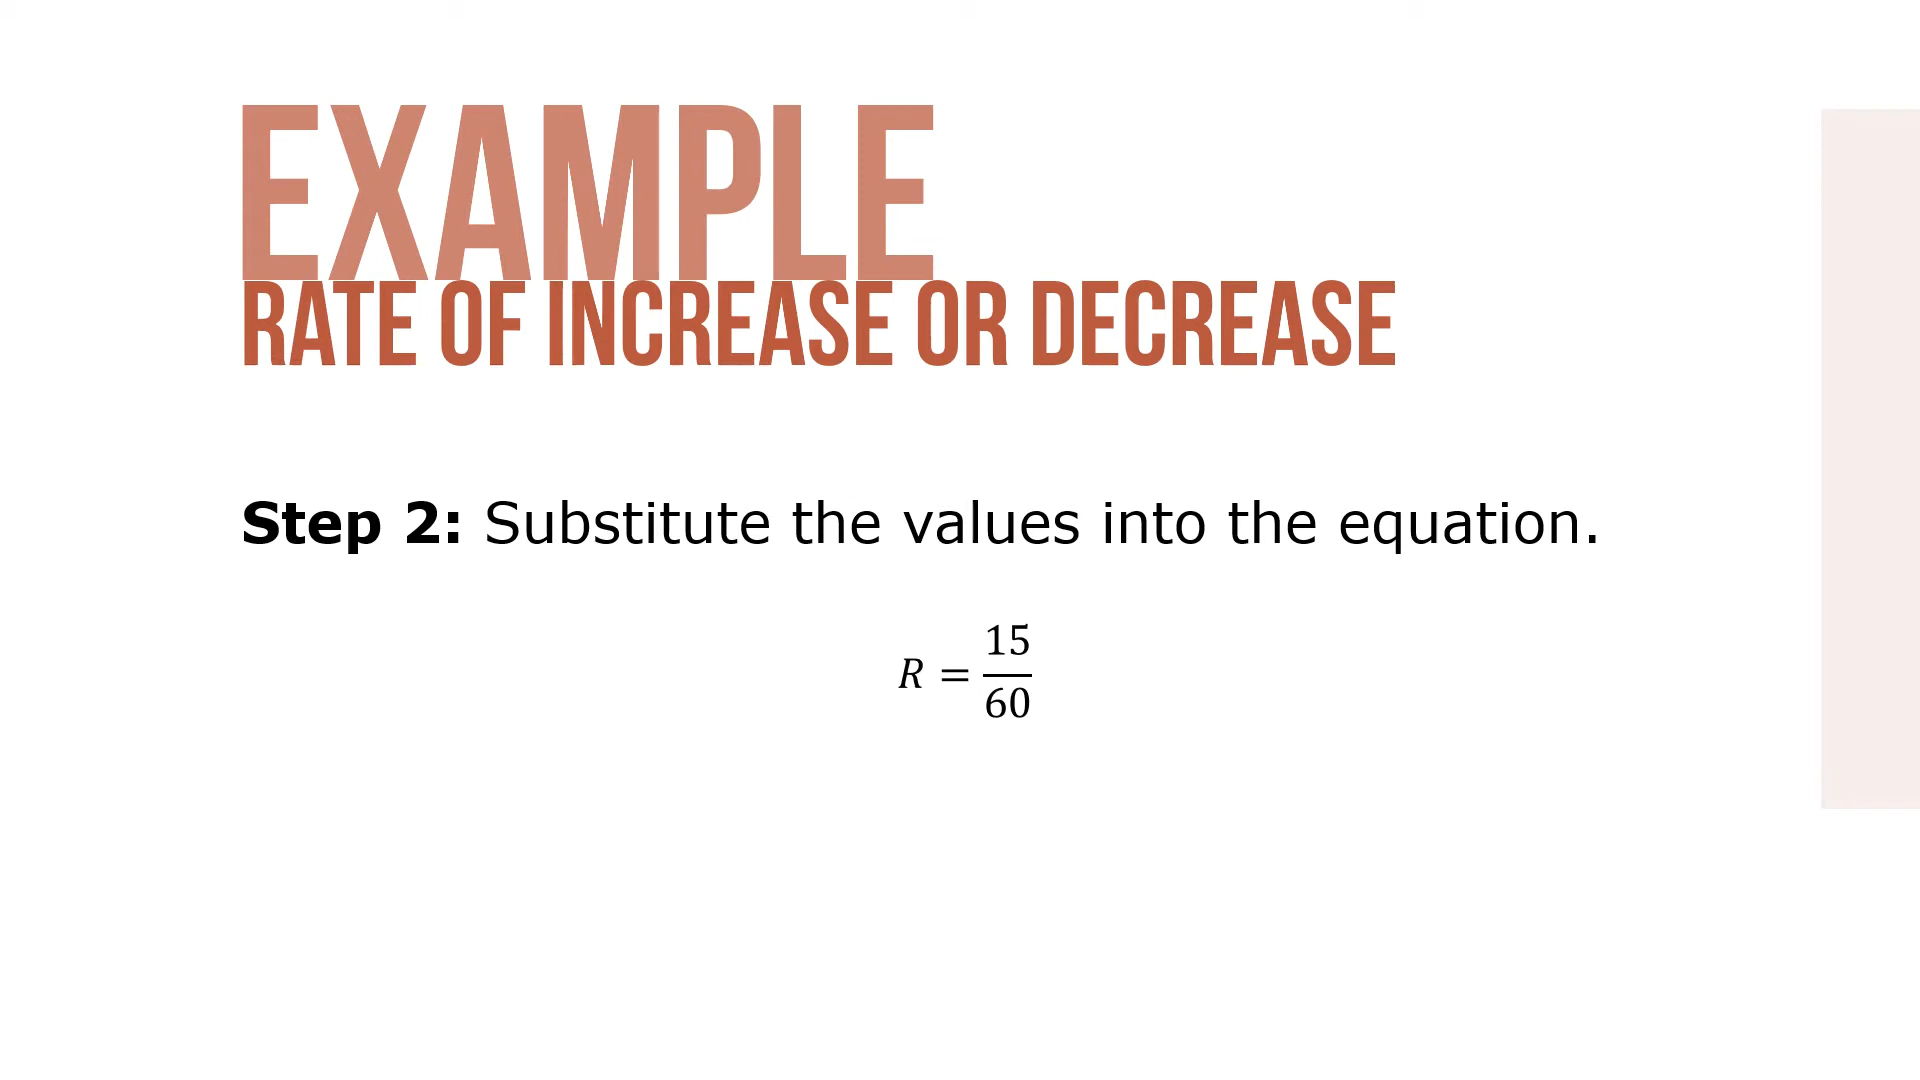 EXAMPLE
RATE OF INCREASE OR DECREASE
Step 2: Substitute the values into the equation.
R = 15/60